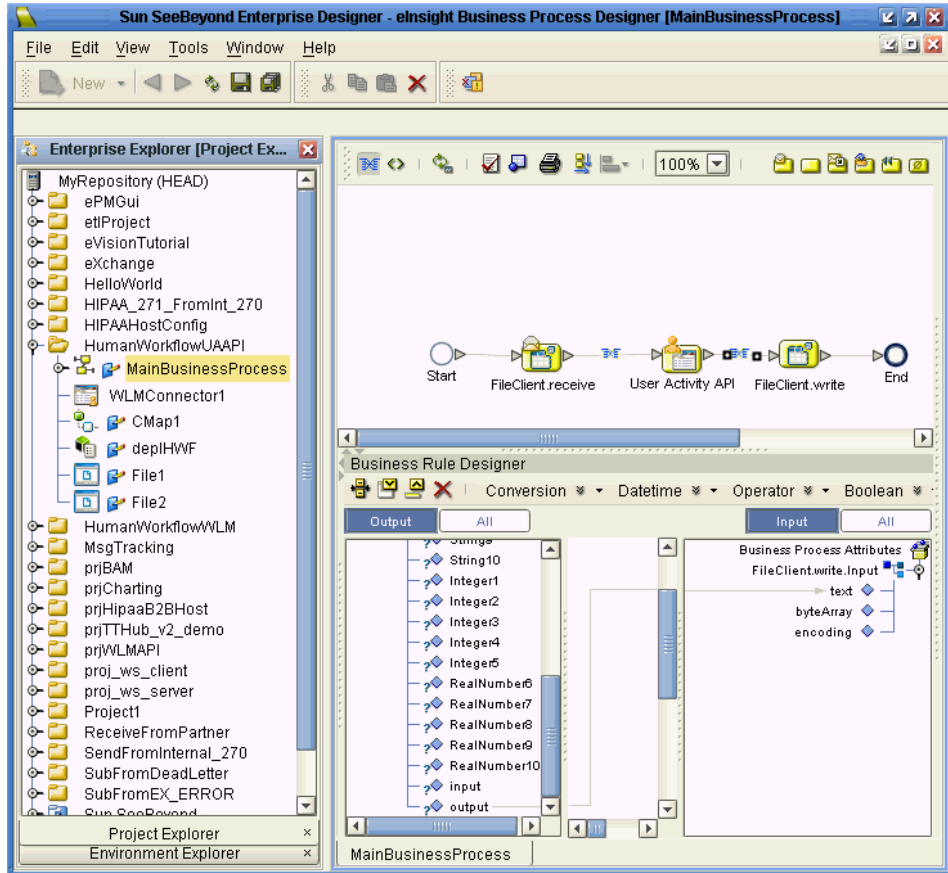 Sun SeeBeyond Enterprise Designer - eInsight Business Process Designer [MainBusinessProcess]
File Edit View Tools Window Help
New
Enterprise Explorer [Project Ex...
MyRepository (HEAD)
ePMGui
etlProject
eVisionTutorial
eXchange
HelloWorld
HIPAA_271_FromInt_270
HIPAAHostConfig
HumanWorkflowUAAPI
MainBusinessProcess
WLMConnector1
CMap1
deplHWF
File1
File2
HumanWorkflowWLM
MsgTracking
prjBAM
prjCharting
prjHipaaB2BHost
prjTTHub_v2_demo
prjWLMAPI
proj_ws_client
proj_ws_server
Project1
ReceiveFromPartner
SendFromInternal_270
SubFromDeadLetter
SubFromEX_ERROR
Sun SeeBeyond
Project Explorer
Environment Explorer
100%
Start
FileClient.receive
User Activity API
FileClient.write
End
Business Rule Designer
Conversion Datetime Operator Boolean
Output All Input All
String9
String10
Integer1
Integer2
Integer3
Integer4
Integer5
RealNumber6
RealNumber7
RealNumber8
RealNumber9
RealNumber10
input
output
Business Process Attributes
FileClient.write.Input
text
byteArray
encoding
MainBusinessProcess